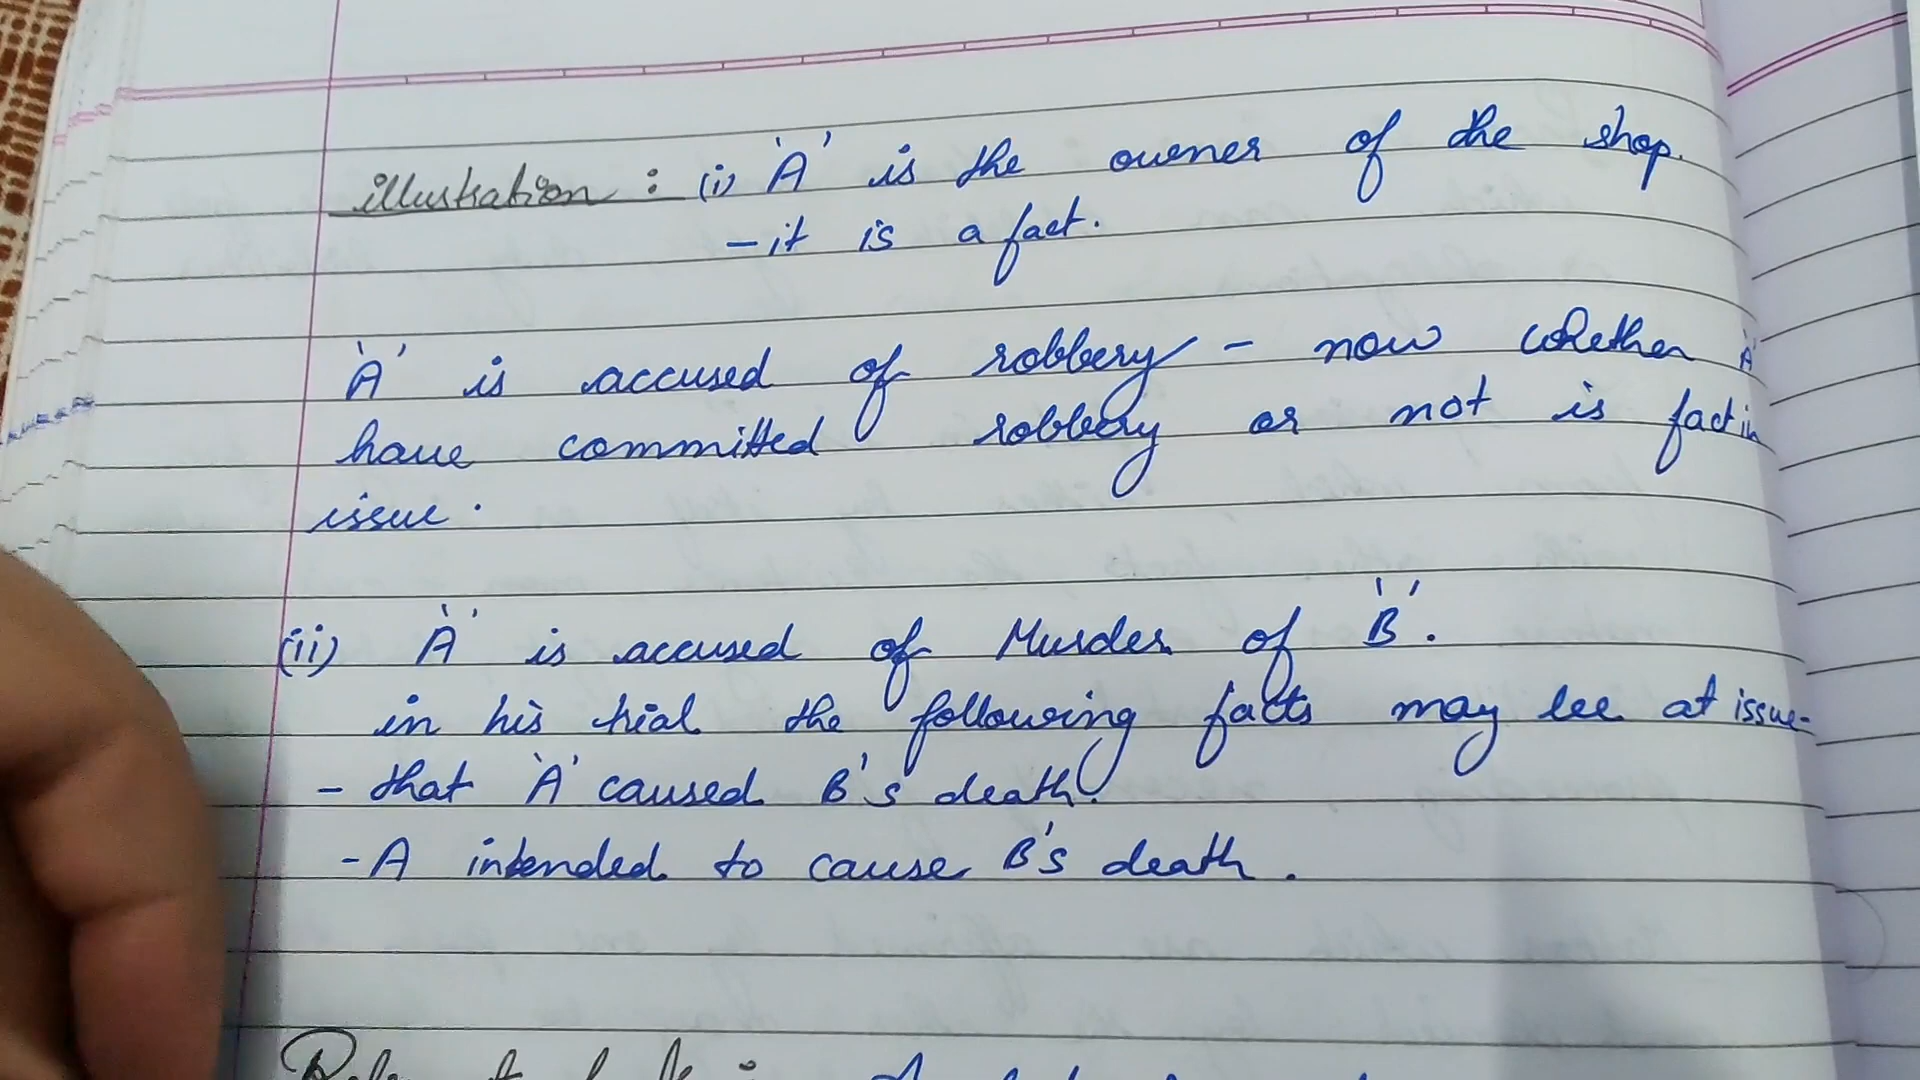 illustration : (i) 'A' is the owner of the shop.
- it is a fact.
'A' is accused of robbery - now whether 'A'
have committed robbery or not is fact in
issue.
(ii) 'A' is accused of Murder of 'B'.
in his trial the following facts may be at issue-
- that 'A' caused B's death.
- A intended to cause B's death.